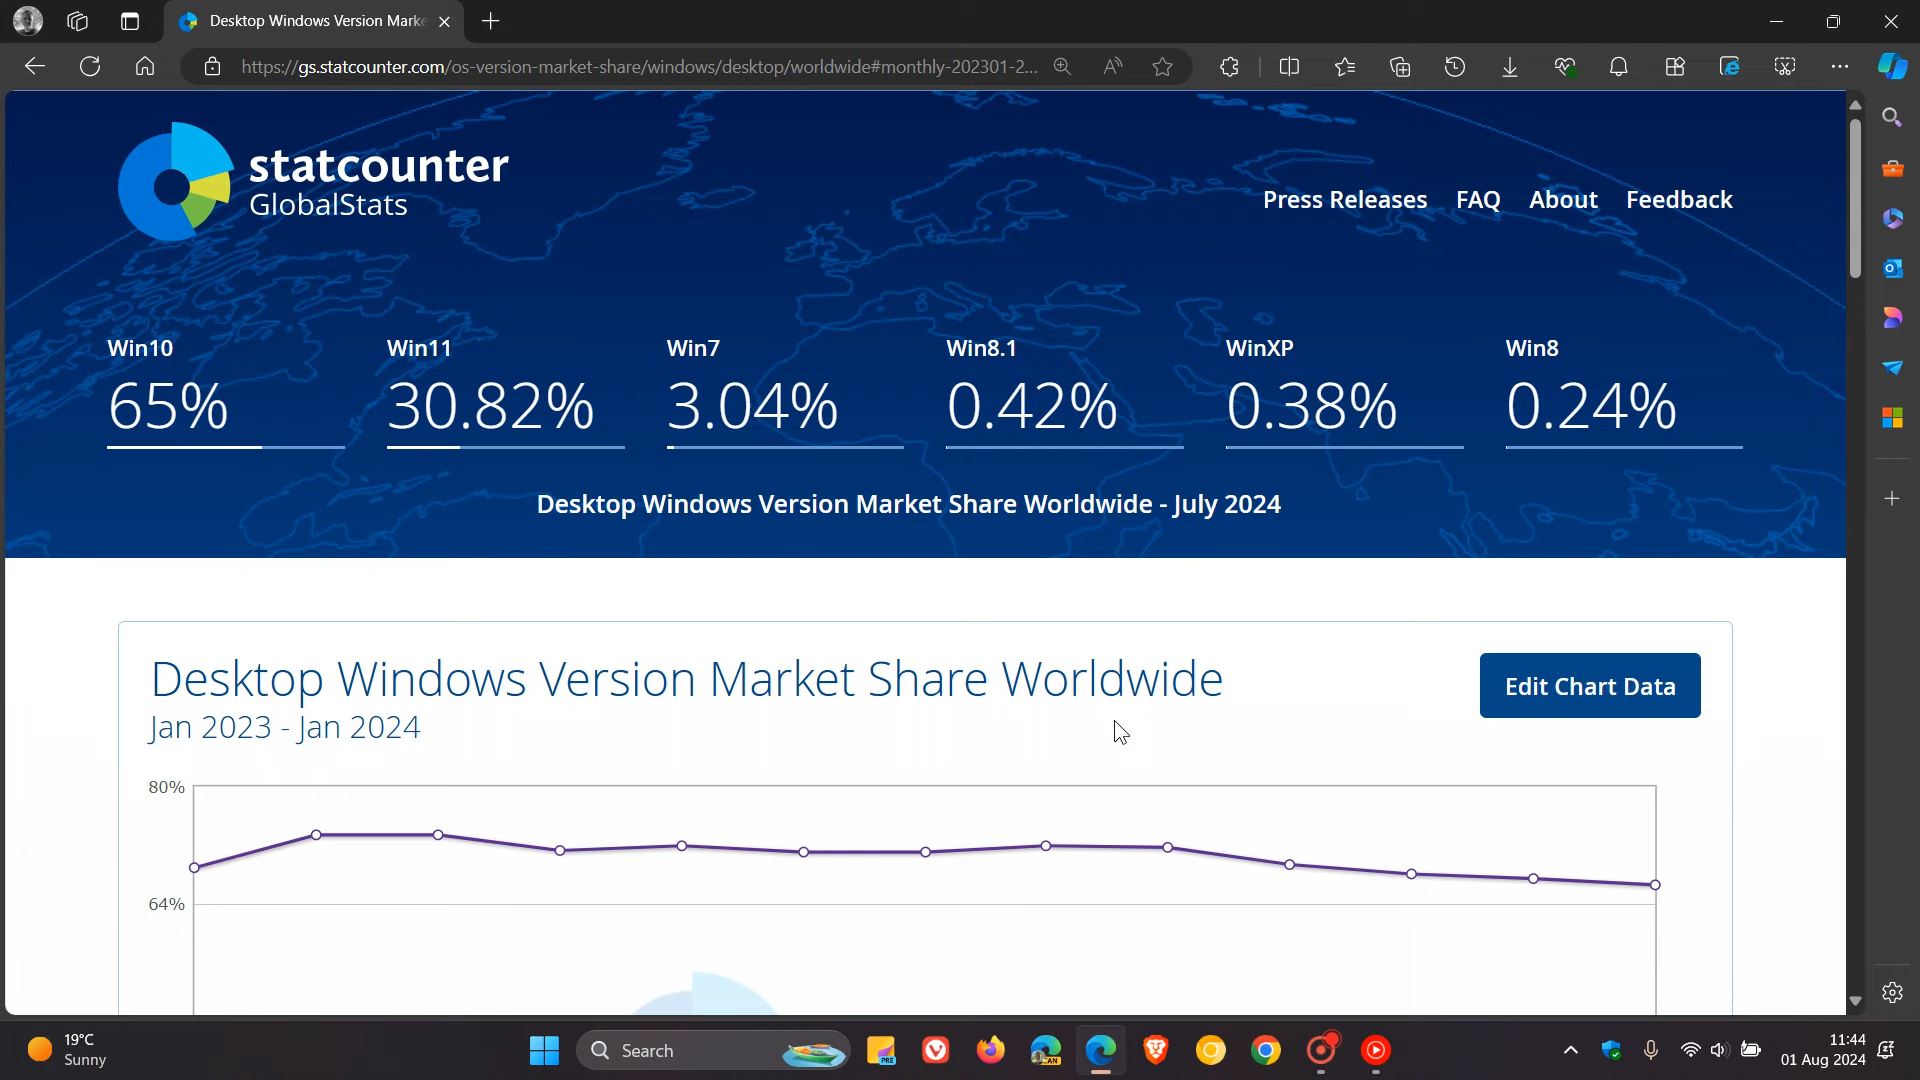 Desktop Windows Version Marke
https://gs.statcounter.com/os-version-market-share/windows/desktop/worldwide#monthly-202301-2...
statcounter
GlobalStats
Press Releases FAQ About Feedback
Win10 Win11 Win7 Win8.1 WinXP Win8
65% 30.82% 3.04% 0.42% 0.38% 0.24%
Desktop Windows Version Market Share Worldwide - July 2024
Desktop Windows Version Market Share Worldwide
Edit Chart Data
Jan 2023 - Jan 2024
80%
64%
19°C
Sunny
Search
PRE
CAN
11:44
01 Aug 2024